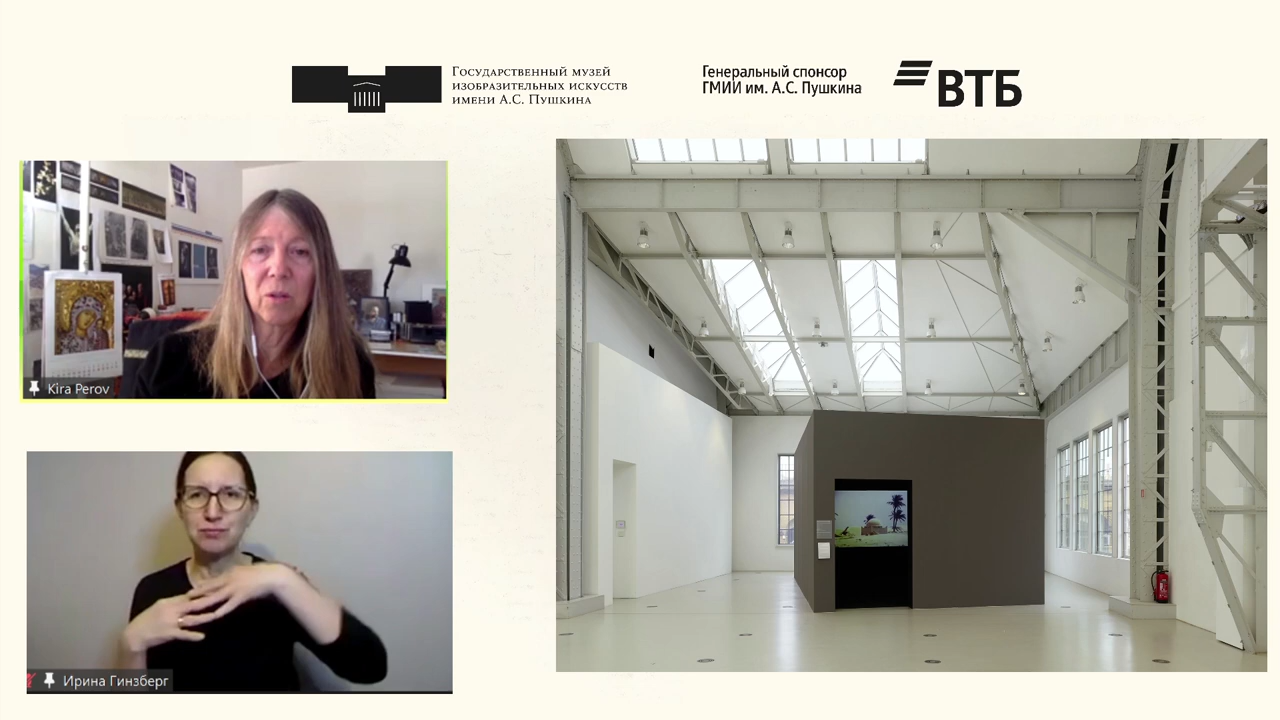 Государственный музей
изобразительных искусств
имени А.С. Пушкина
Генеральный спонсор
ГМИИ им. А.С. Пушкина
ВТБ
Kira Perov
Ирина Гинзберг